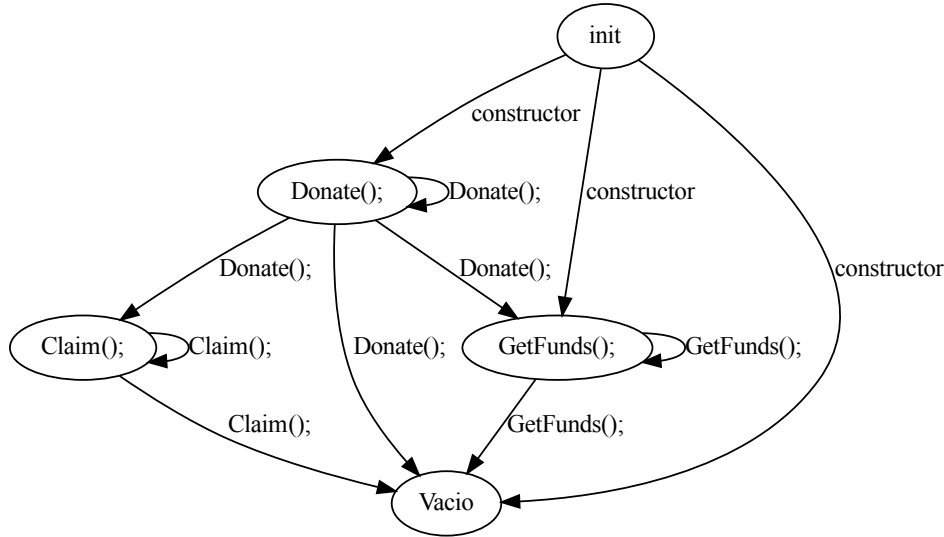 init
constructor
Donate();
Donate();
constructor
Donate();
Donate();
constructor
Claim();
Claim();
Donate();
GetFunds();
GetFunds();
Claim();
GetFunds();
Vacio